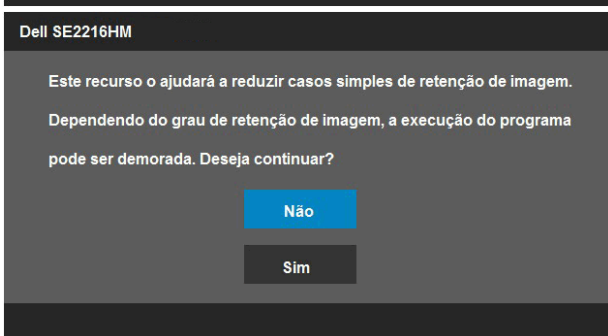 Dell SE2216HM
Este recurso o ajudará a reduzir casos simples de retenção de imagem.
Dependendo do grau de retenção de imagem, a execução do programa
pode ser demorada. Deseja continuar?
Não
Sim